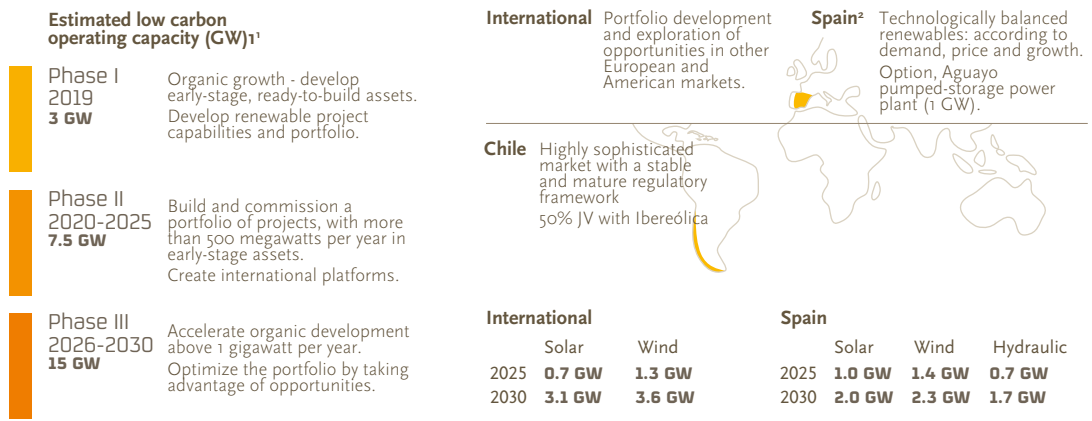 Estimated low carbon
operating capacity (GW)1¹
Phase I
2019
3 GW
Organic growth - develop
early-stage, ready-to-build assets.
Develop renewable project
capabilities and portfolio.
Phase II
2020-2025
7.5 GW
Build and commission a
portfolio of projects, with more
than 500 megawatts per year in
early-stage assets.
Create international platforms.
Phase III
2026-2030
15 GW
Accelerate organic development
above 1 gigawatt per year.
Optimize the portfolio by taking
advantage of opportunities.
International
Portfolio development
and exploration of
opportunities in other
European and
American markets.
Spain²
Technologically balanced
renewables: according to
demand, price and growth.
Option, Aguayo
pumped-storage power
plant (1 GW).
Chile
Highly sophisticated
market with a stable
and mature regulatory
framework
50% JV with Ibereólica
International
Solar Wind
2025 0.7 GW 1.3 GW
2030 3.1 GW 3.6 GW
Spain
Solar Wind Hydraulic
2025 1.0 GW 1.4 GW 0.7 GW
2030 2.0 GW 2.3 GW 1.7 GW